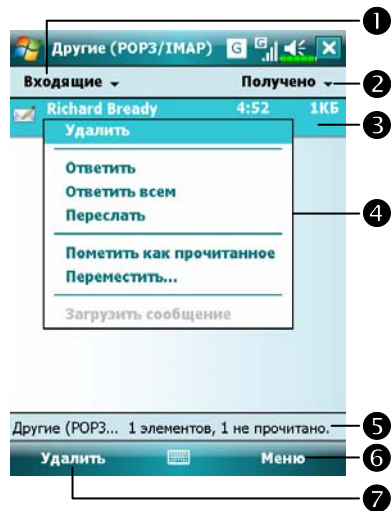 1
Другие (POP3/IMAP) G G
Входящие Получено
2
Richard Bready 4:52 1КБ
3
Удалить
Ответить
Ответить всем
Переслать
4
Пометить как прочитанное
Переместить...
Загрузить сообщение
Другие (POP3... 1 элементов, 1 не прочитано.
5
Удалить Меню
6
7